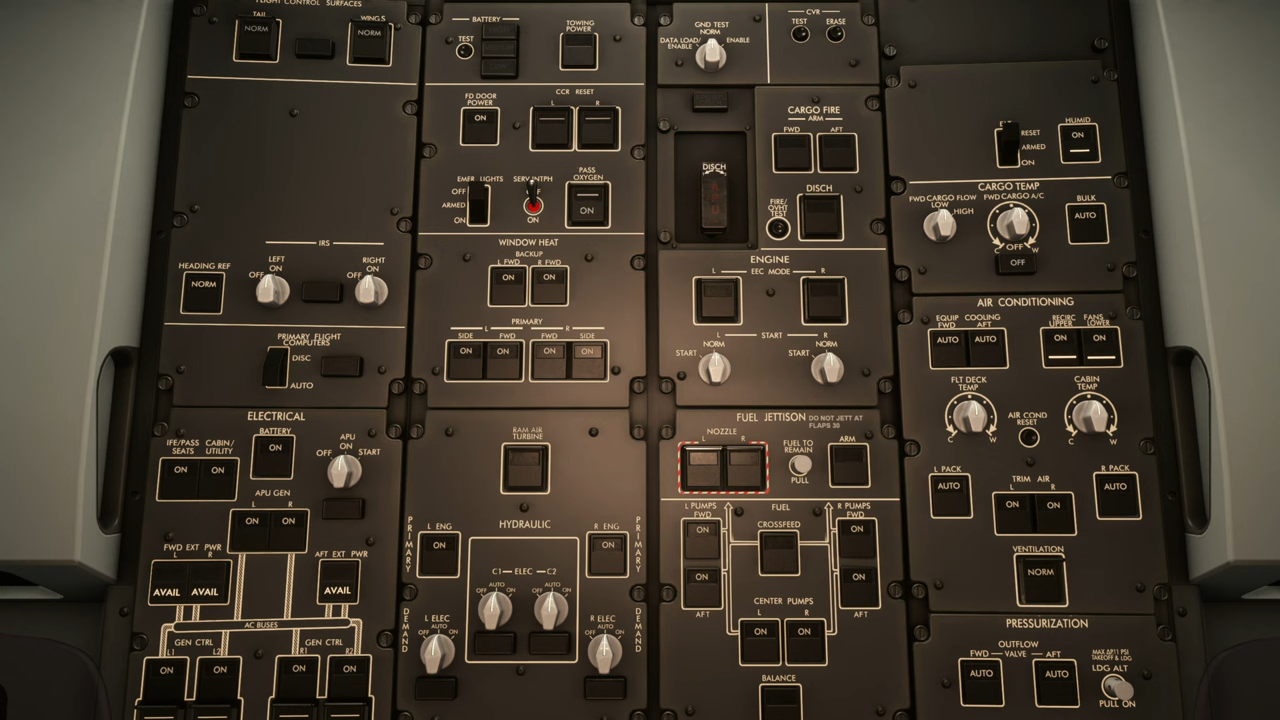 FLIGHT CONTROL SURFACES
TAIL
WINGS
NORM
NORM
IRS
HEADING REF
LEFT
RIGHT
ON
ON
OFF
OFF
NORM
PRIMARY FLIGHT
COMPUTERS
DISC
AUTO
ELECTRICAL
BATTERY
APU
ON
OFF
START
IFE/PASS
SEATS
CABIN/
UTILITY
ON
ON
ON
APU GEN
L
R
ON
ON
FWD EXT PWR
L
R
AFT EXT PWR
AVAIL
AVAIL
AVAIL
AC BUSES
GEN CTRL
GEN CTRL
L1
L2
R1
R2
ON
ON
ON
ON
BATTERY
TEST
TOWING
POWER
FD DOOR
POWER
ON
CCR RESET
L
R
EMER LIGHTS
OFF
ARMED
ON
SERV INTPH
ON
PASS
OXYGEN
ON
WINDOW HEAT
BACKUP
L FWD
R FWD
ON
ON
PRIMARY
L
R
SIDE
FWD
FWD
SIDE
ON
ON
ON
ON
RAM AIR
TURBINE
HYDRAULIC
PRIMARY
L ENG
R ENG
PRIMARY
ON
ON
C1
ELEC
C2
AUTO
AUTO
OFF
ON
OFF
ON
DEMAND
L ELEC
R ELEC
DEMAND
AUTO
AUTO
OFF
ON
OFF
ON
GND TEST
NORM
DATA LOAD/
ENABLE
ENABLE
CVR
TEST
ERASE
CARGO FIRE
ARM
FWD
AFT
DISCH
DISCH
FIRE/
OVHT
TEST
ENGINE
L
EEC MODE
R
L
START
R
NORM
NORM
START
START
FUEL JETTISON
DO NOT JETT AT
FLAPS 30
NOZZLE
L
R
FUEL TO
REMAIN
PULL
ARM
L PUMPS
FWD
FUEL
R PUMPS
FWD
ON
CROSSFEED
ON
ON
ON
AFT
AFT
CENTER PUMPS
L
R
ON
ON
BALANCE
RESET
ARMED
ON
HUMID
ON
CARGO TEMP
FWD CARGO FLOW
LOW
HIGH
FWD CARGO A/C
C
OFF
W
OFF
BULK
AUTO
AIR CONDITIONING
EQUIP
FWD
COOLING
AFT
RECIRC
UPPER
FANS
LOWER
AUTO
AUTO
ON
ON
FLT DECK
TEMP
C
W
AIR COND
RESET
CABIN
TEMP
C
W
L PACK
AUTO
TRIM AIR
L
R
ON
ON
R PACK
AUTO
VENTILATION
NORM
PRESSURIZATION
OUTFLOW
FWD
VALVE
AFT
AUTO
AUTO
MAX ΔP .11 PSI
TAKEOFF & LDG
LDG ALT
PULL ON